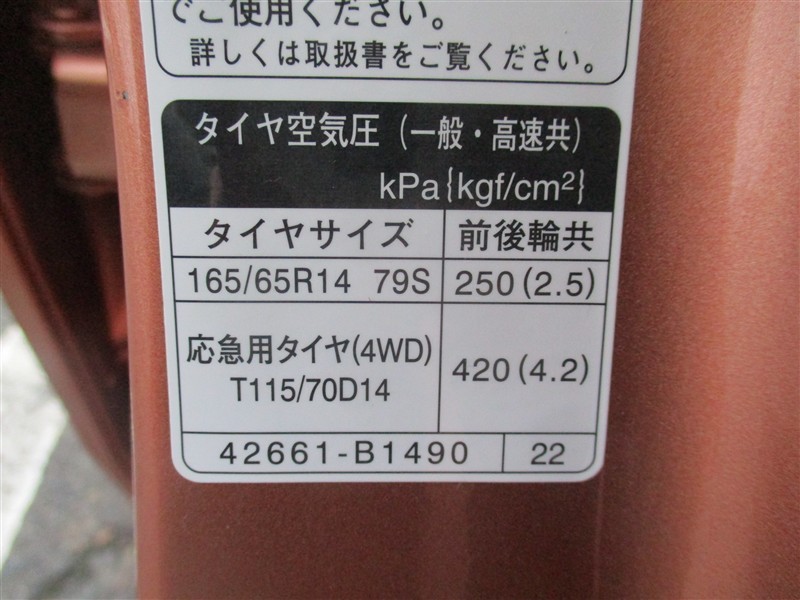 でご使用ください。
詳しくは取扱書をご覧ください。
タイヤ空気圧 (一般・高速共)
kPa{kgf/cm²}
タイヤサイズ 前後輪共
165/65R14 79S 250(2.5)
応急用タイヤ(4WD)
T115/70D14 420(4.2)
42661-B1490 22